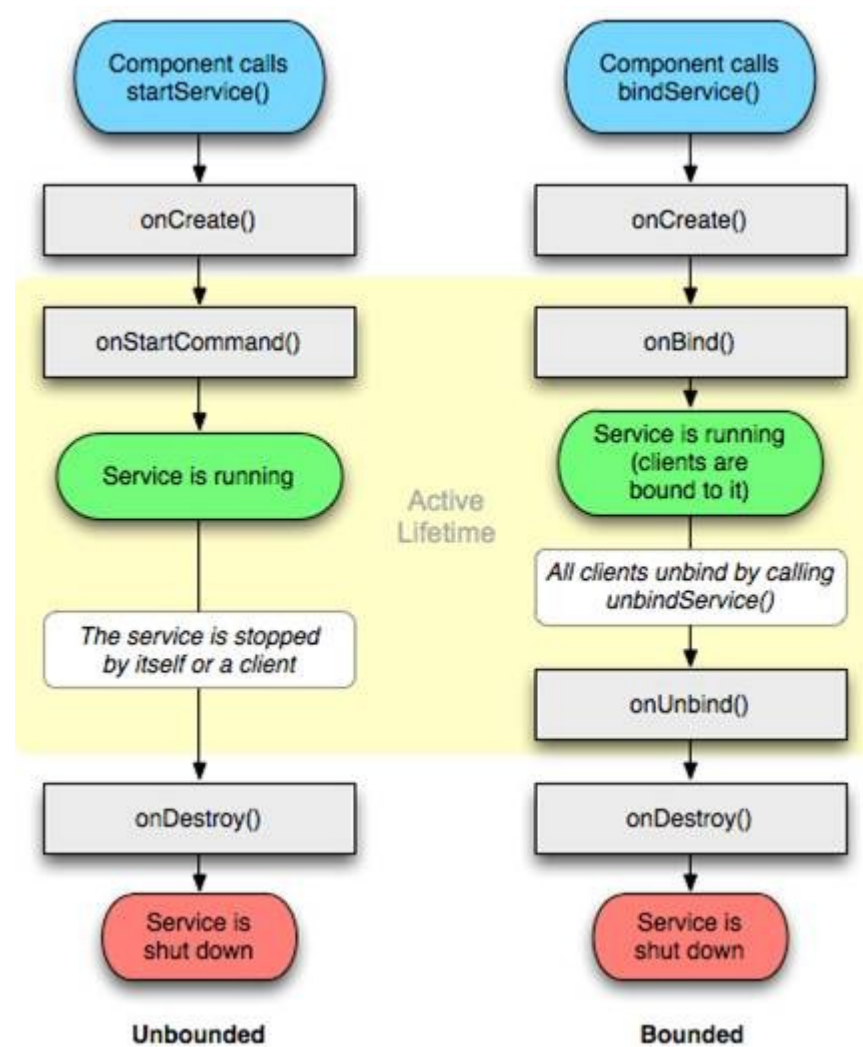 Component calls
startService()
onCreate()
onStartCommand()
Service is running
The service is stopped
by itself or a client
onDestroy()
Service is
shut down
Unbounded
Active
Lifetime
Component calls
bindService()
onCreate()
onBind()
Service is running
(clients are
bound to it)
All clients unbind by calling
unbindService()
onUnbind()
onDestroy()
Service is
shut down
Bounded